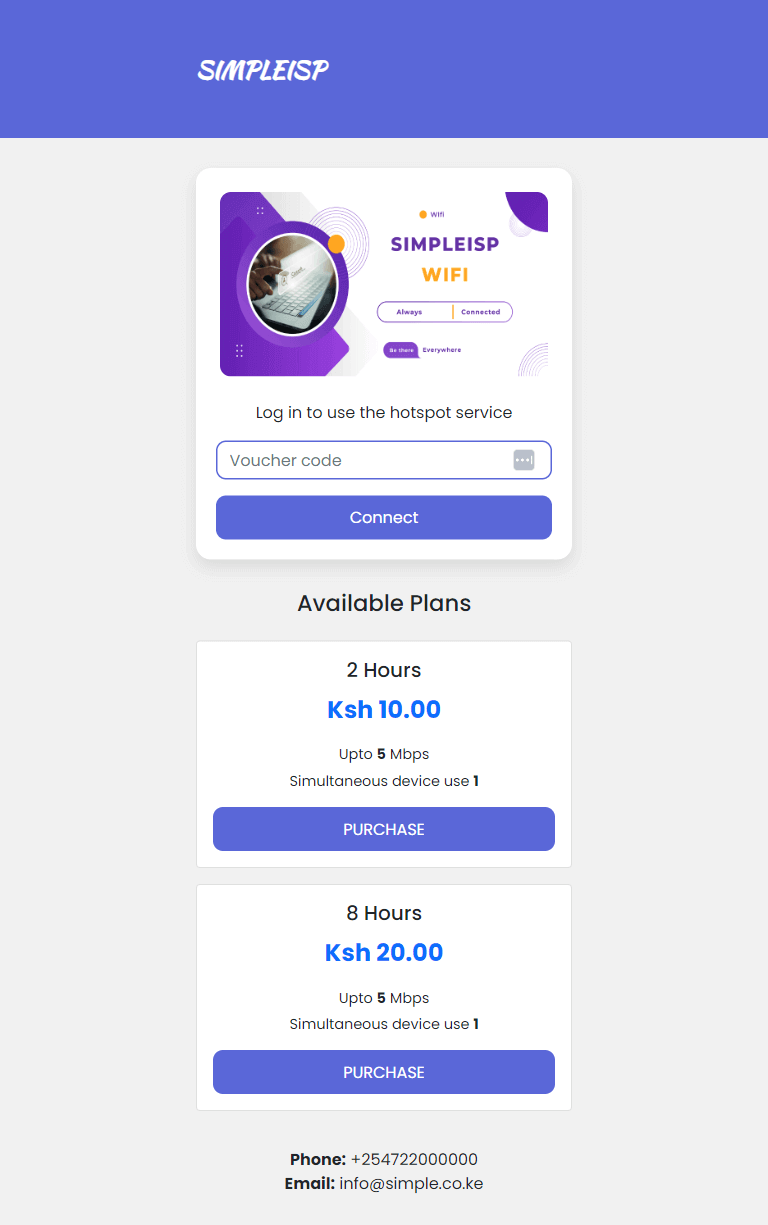 SIMPLEISP
Wifi
SIMPLEISP
WIFI
Always Connected
Be there Everywhere
Log in to use the hotspot service
Voucher code
Connect
Available Plans
2 Hours
Ksh 10.00
Upto 5 Mbps
Simultaneous device use 1
PURCHASE
8 Hours
Ksh 20.00
Upto 5 Mbps
Simultaneous device use 1
PURCHASE
Phone: +254722000000
Email: info@simple.co.ke